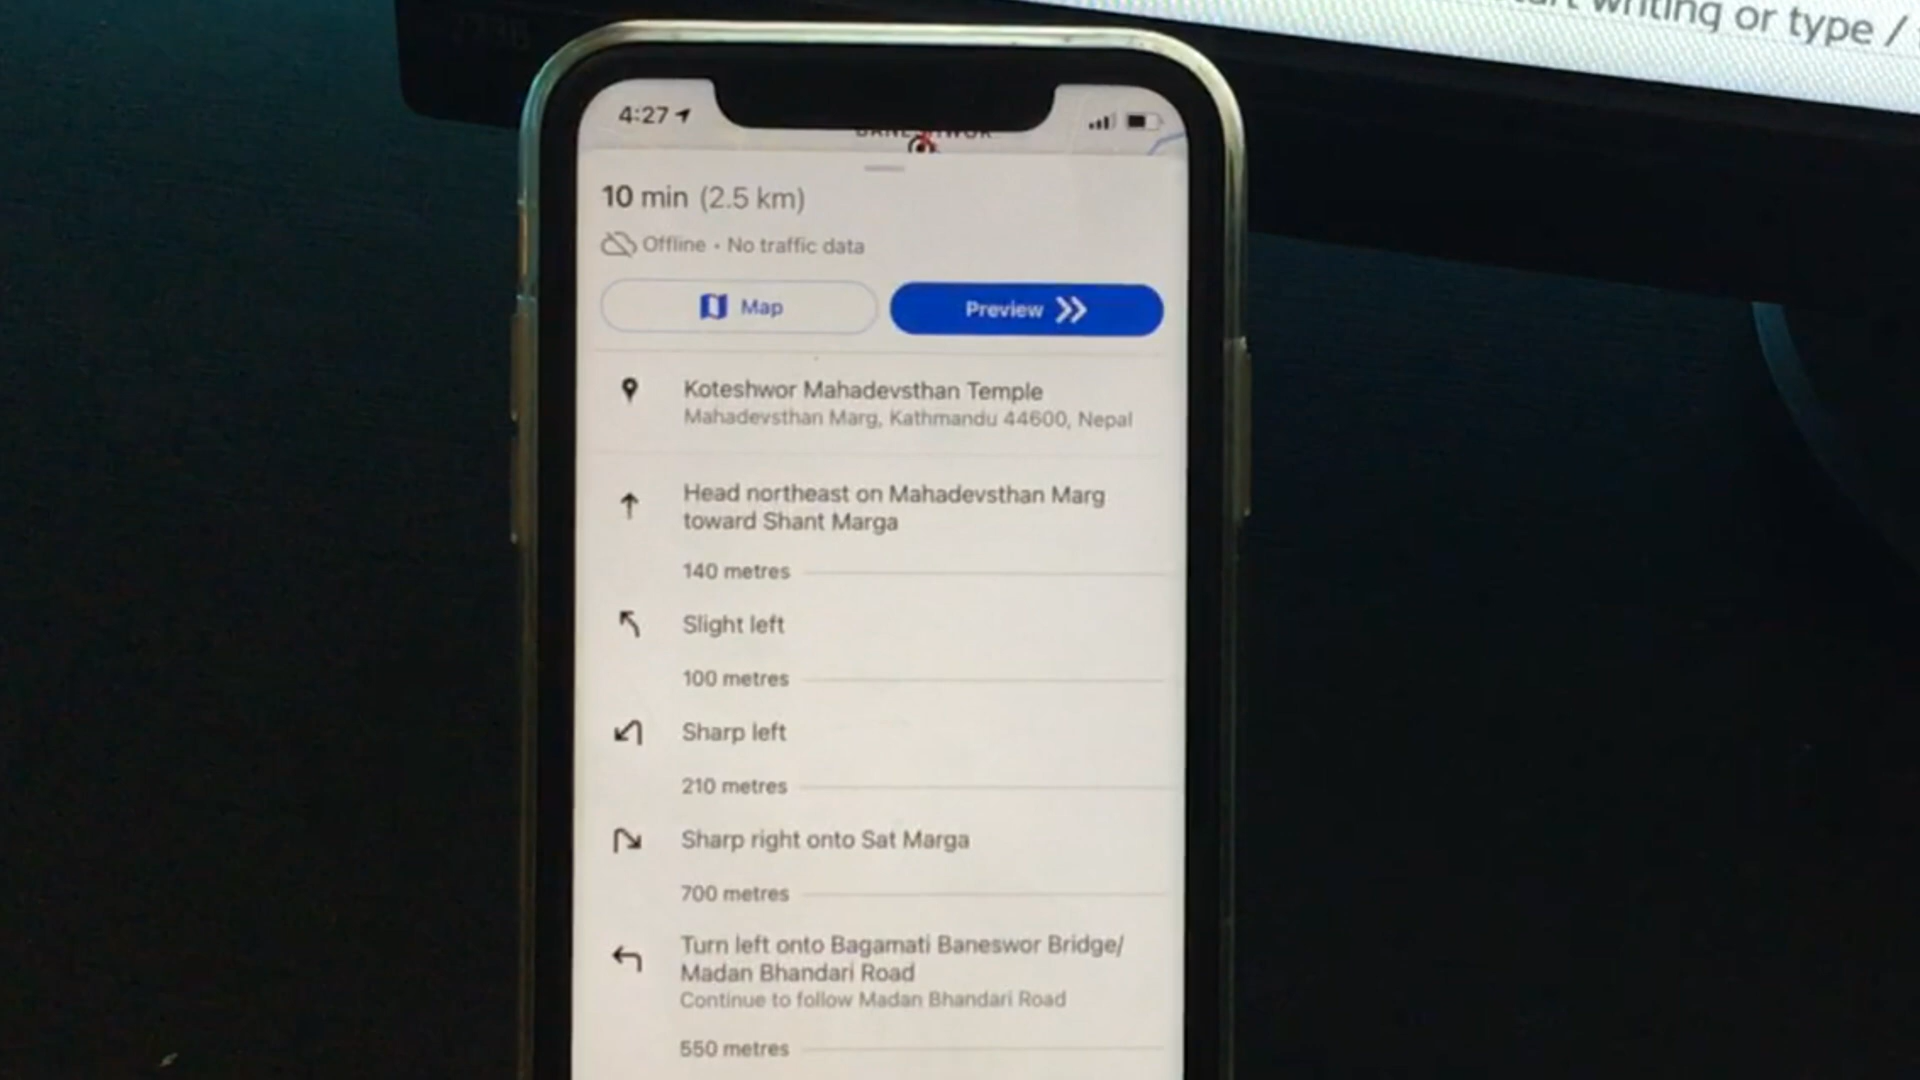 writing or type /
4:27
10 min (2.5 km)
Offline • No traffic data
Map
Preview
Koteshwor Mahadevsthan Temple
Mahadevsthan Marg, Kathmandu 44600, Nepal
Head northeast on Mahadevsthan Marg
toward Shant Marga
140 metres
Slight left
100 metres
Sharp left
210 metres
Sharp right onto Sat Marga
700 metres
Turn left onto Bagamati Baneswor Bridge/
Madan Bhandari Road
Continue to follow Madan Bhandari Road
550 metres